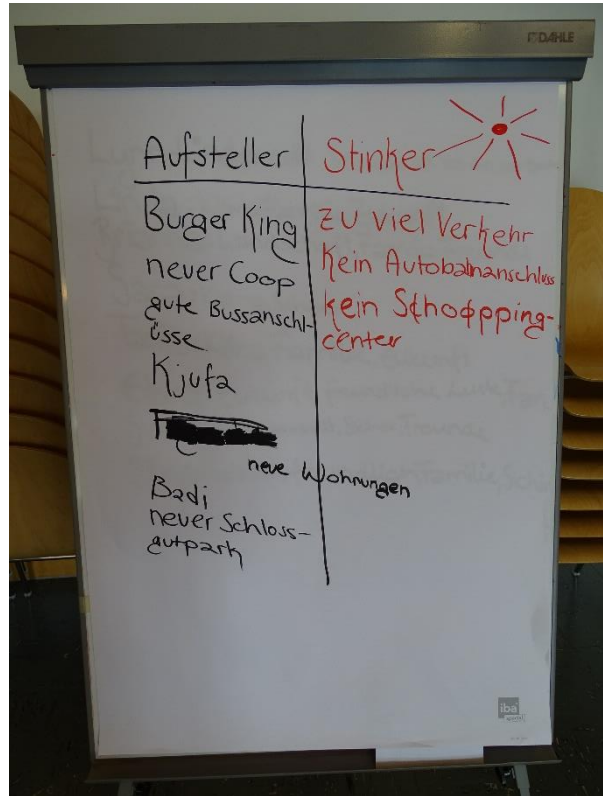 DAHLE
Aufsteller
Burger King
neuer Coop
gute Bussanschl-
üsse
Kjufa
neue Wohnungen
Badi
neuer Schloss-
gutpark
Stinker
zu viel Verkehr
Kein Autobahnanschluss
kein Schoppping-
center
iba